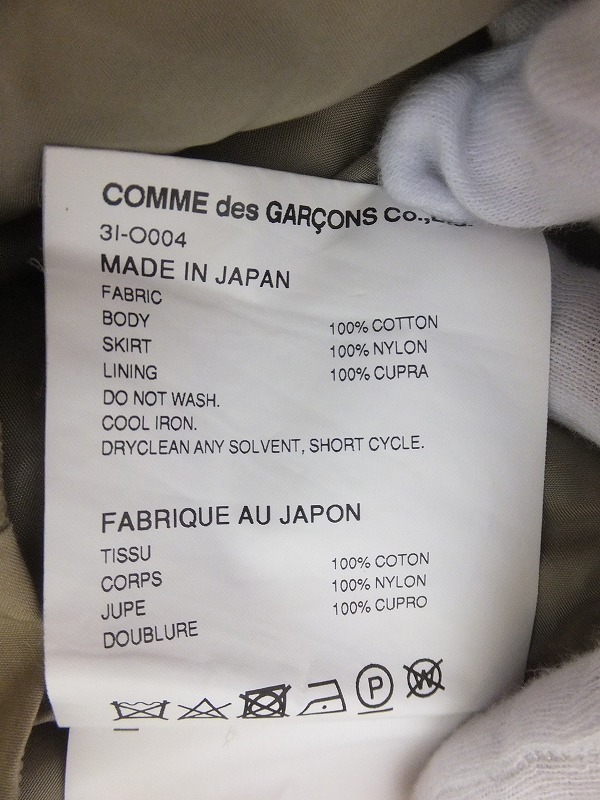 COMME des GARÇONS Co.,
3I-O004
MADE IN JAPAN
FABRIC
BODY 100% COTTON
SKIRT 100% NYLON
LINING 100% CUPRA
DO NOT WASH.
COOL IRON.
DRYCLEAN ANY SOLVENT, SHORT CYCLE.
FABRIQUE AU JAPON
TISSU
CORPS 100% COTON
JUPE 100% NYLON
DOUBLURE 100% CUPRO
P W